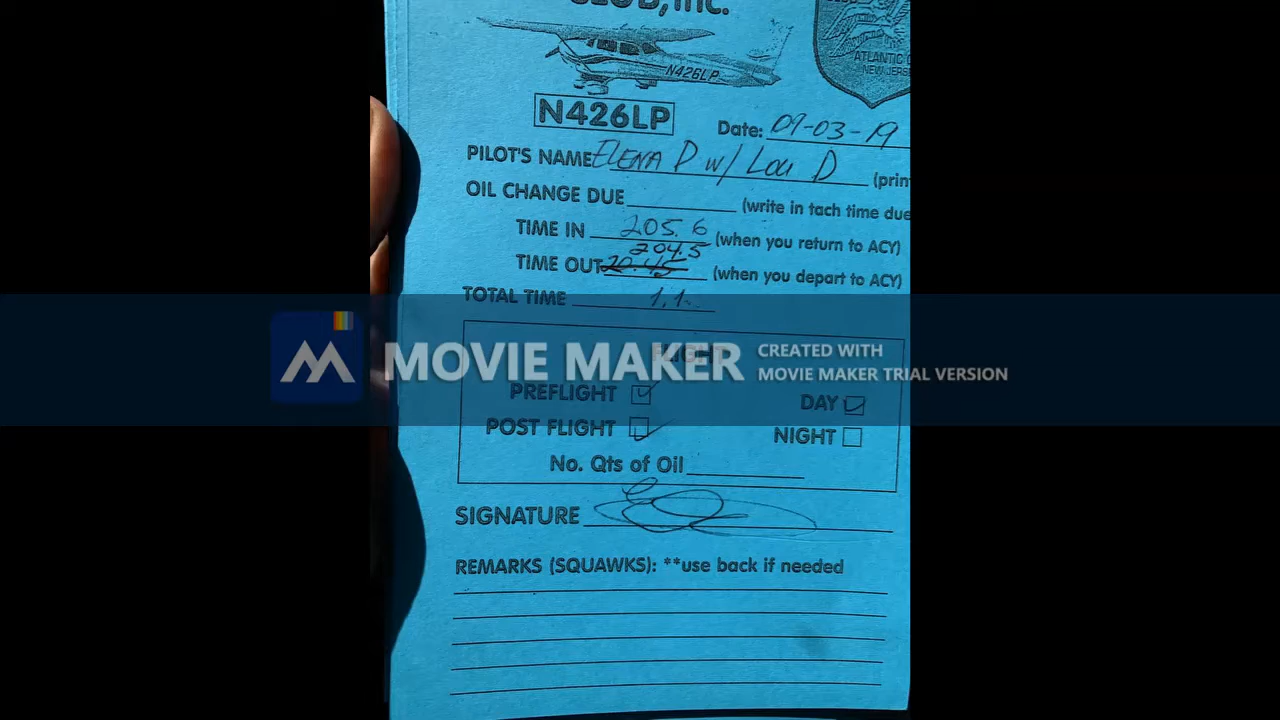 INC.
N426LP
ATLANTIC
NEW JERS
N426LP
Date: 09-03-19
PILOT'S NAME ELENA D w/ LOU D (prin
OIL CHANGE DUE (write in tach time due
TIME IN 205.6 (when you return to ACY)
204.5
TIME OUT 20.45 (when you depart to ACY)
TOTAL TIME 1.1
FLIGHT
MOVIE MAKER CREATED WITH
MOVIE MAKER TRIAL VERSION
PREFLIGHT DAY
POST FLIGHT NIGHT
No. Qts of Oil
SIGNATURE
REMARKS (SQUAWKS): **use back if needed